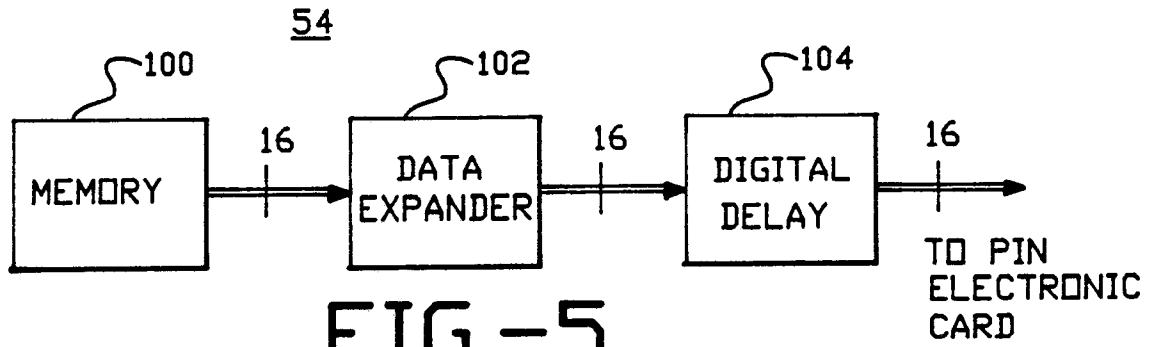 54
100
102
104
16
16
16
MEMORY
DATA
EXPANDER
DIGITAL
DELAY
TO PIN
ELECTRONIC
CARD
FIG-5